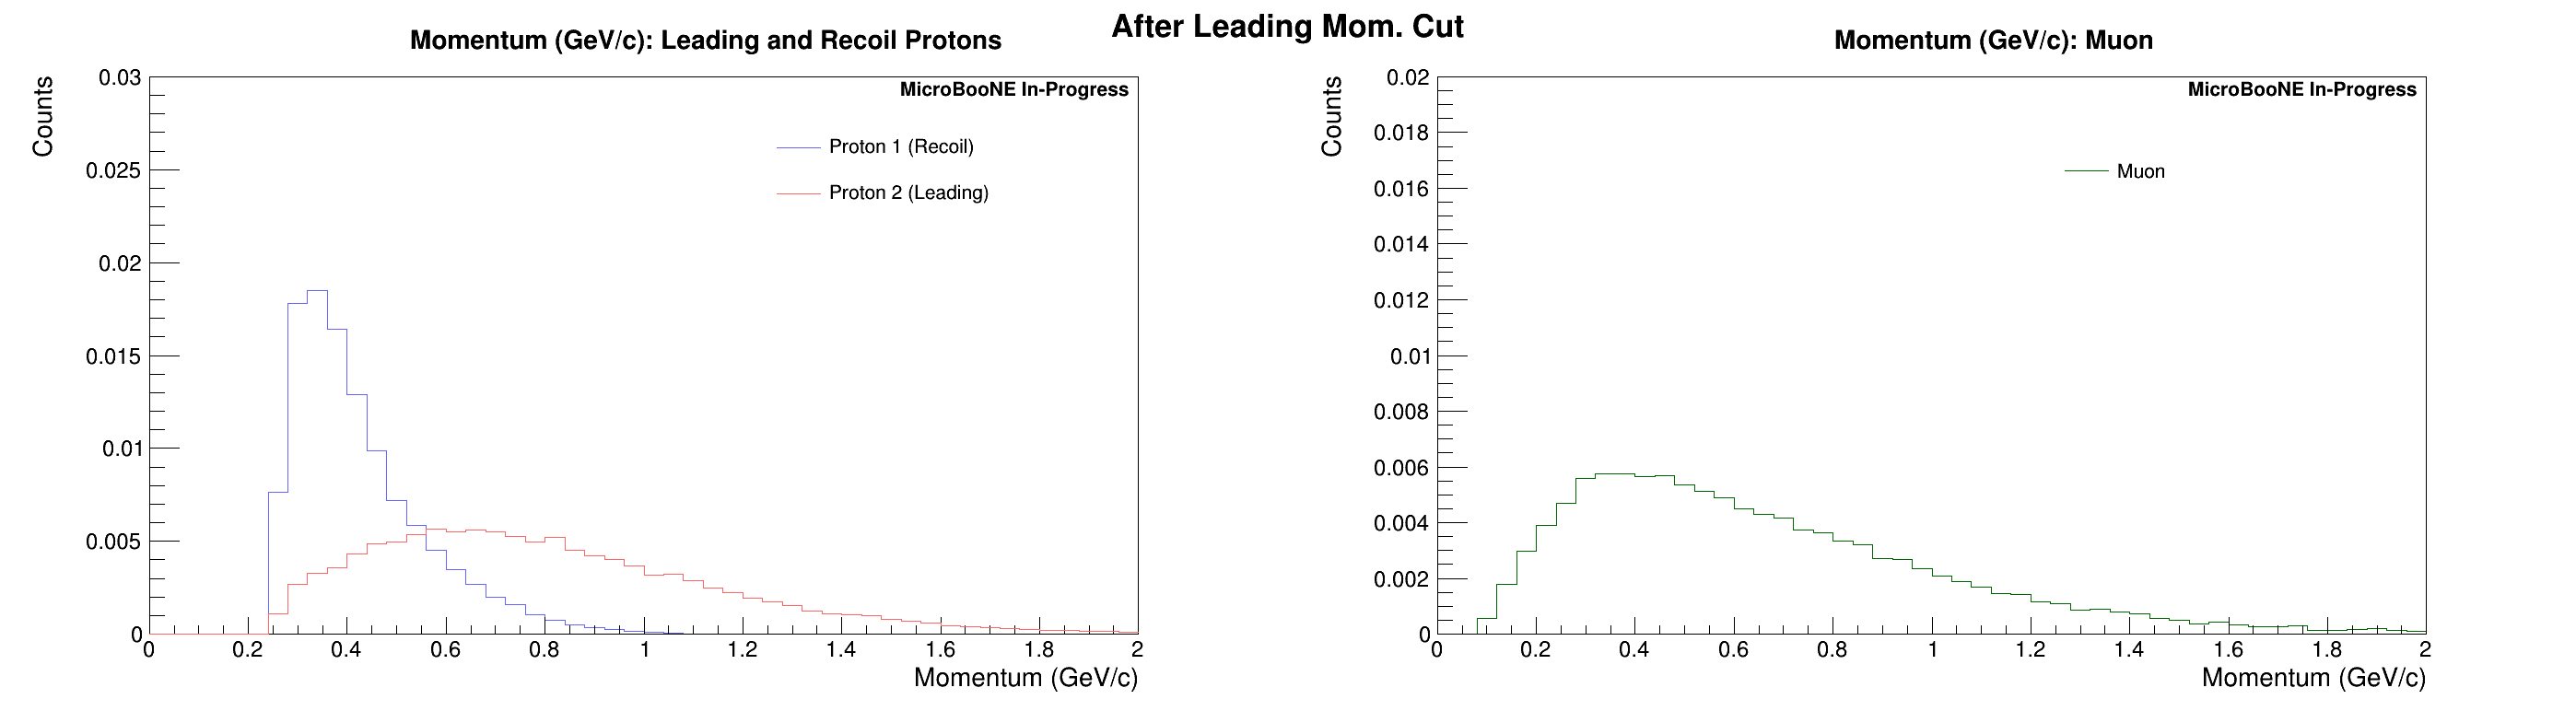 After Leading Mom. Cut
Momentum (GeV/c): Leading and Recoil Protons
MicroBooNE In-Progress
Proton 1 (Recoil)
Proton 2 (Leading)
Counts
0.03
0.025
0.02
0.015
0.01
0.005
0
0 0.2 0.4 0.6 0.8 1 1.2 1.4 1.6 1.8 2
Momentum (GeV/c)
Momentum (GeV/c): Muon
MicroBooNE In-Progress
Muon
Counts
0.02
0.018
0.016
0.014
0.012
0.01
0.008
0.006
0.004
0.002
0
0 0.2 0.4 0.6 0.8 1 1.2 1.4 1.6 1.8 2
Momentum (GeV/c)